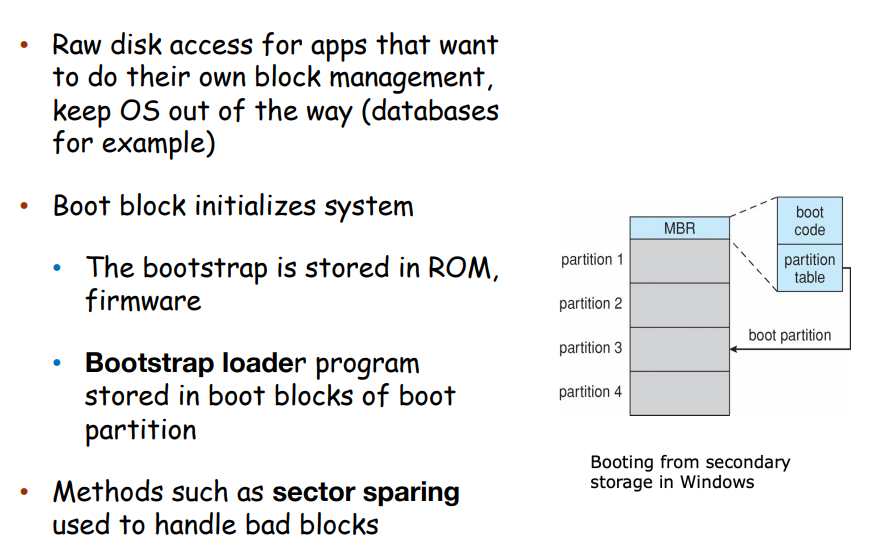 • Raw disk access for apps that want
to do their own block management,
keep OS out of the way (databases
for example)
• Boot block initializes system
• The bootstrap is stored in ROM,
firmware
• Bootstrap loader program
stored in boot blocks of boot
partition
• Methods such as sector sparing
used to handle bad blocks
MBR
boot
code
partition
table
partition 1
partition 2
partition 3
partition 4
boot partition
Booting from secondary
storage in Windows